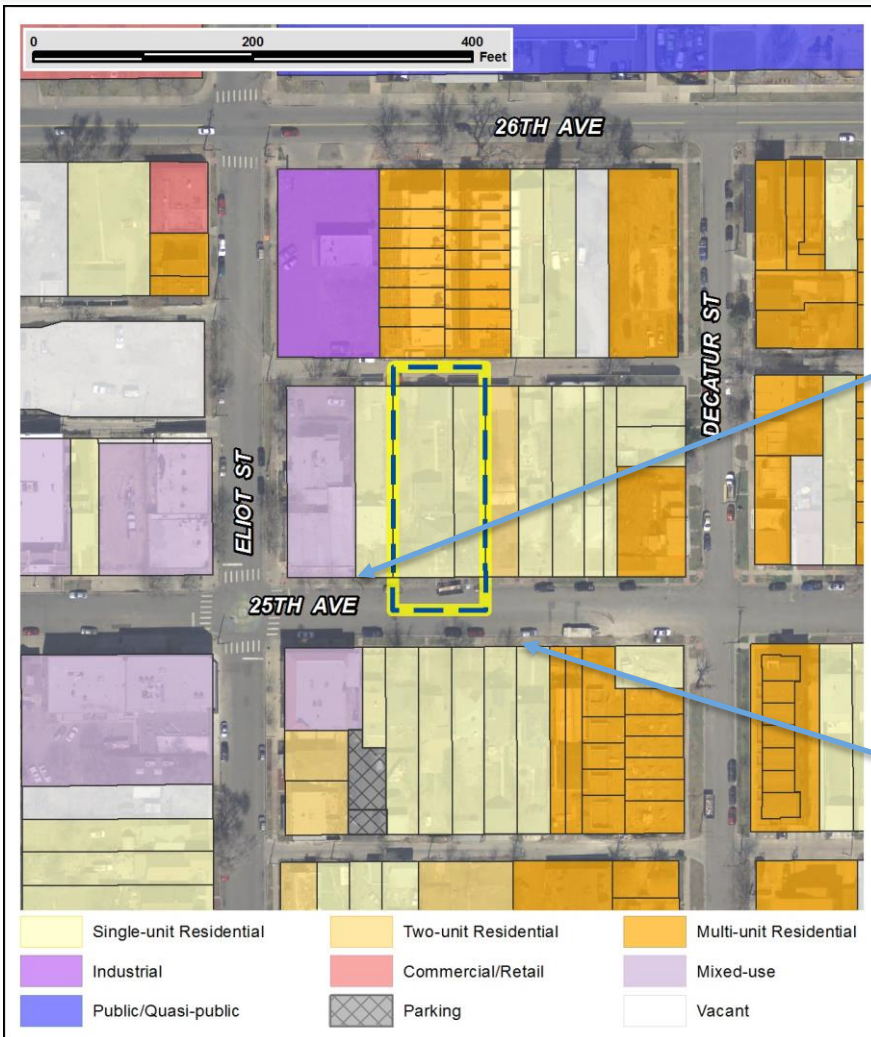 0 200 400
Feet
26TH AVE
DECATUR ST
ELIOT ST
25TH AVE
Single-unit Residential Two-unit Residential Multi-unit Residential
Industrial Commercial/Retail Mixed-use
Public/Quasi-public Parking Vacant